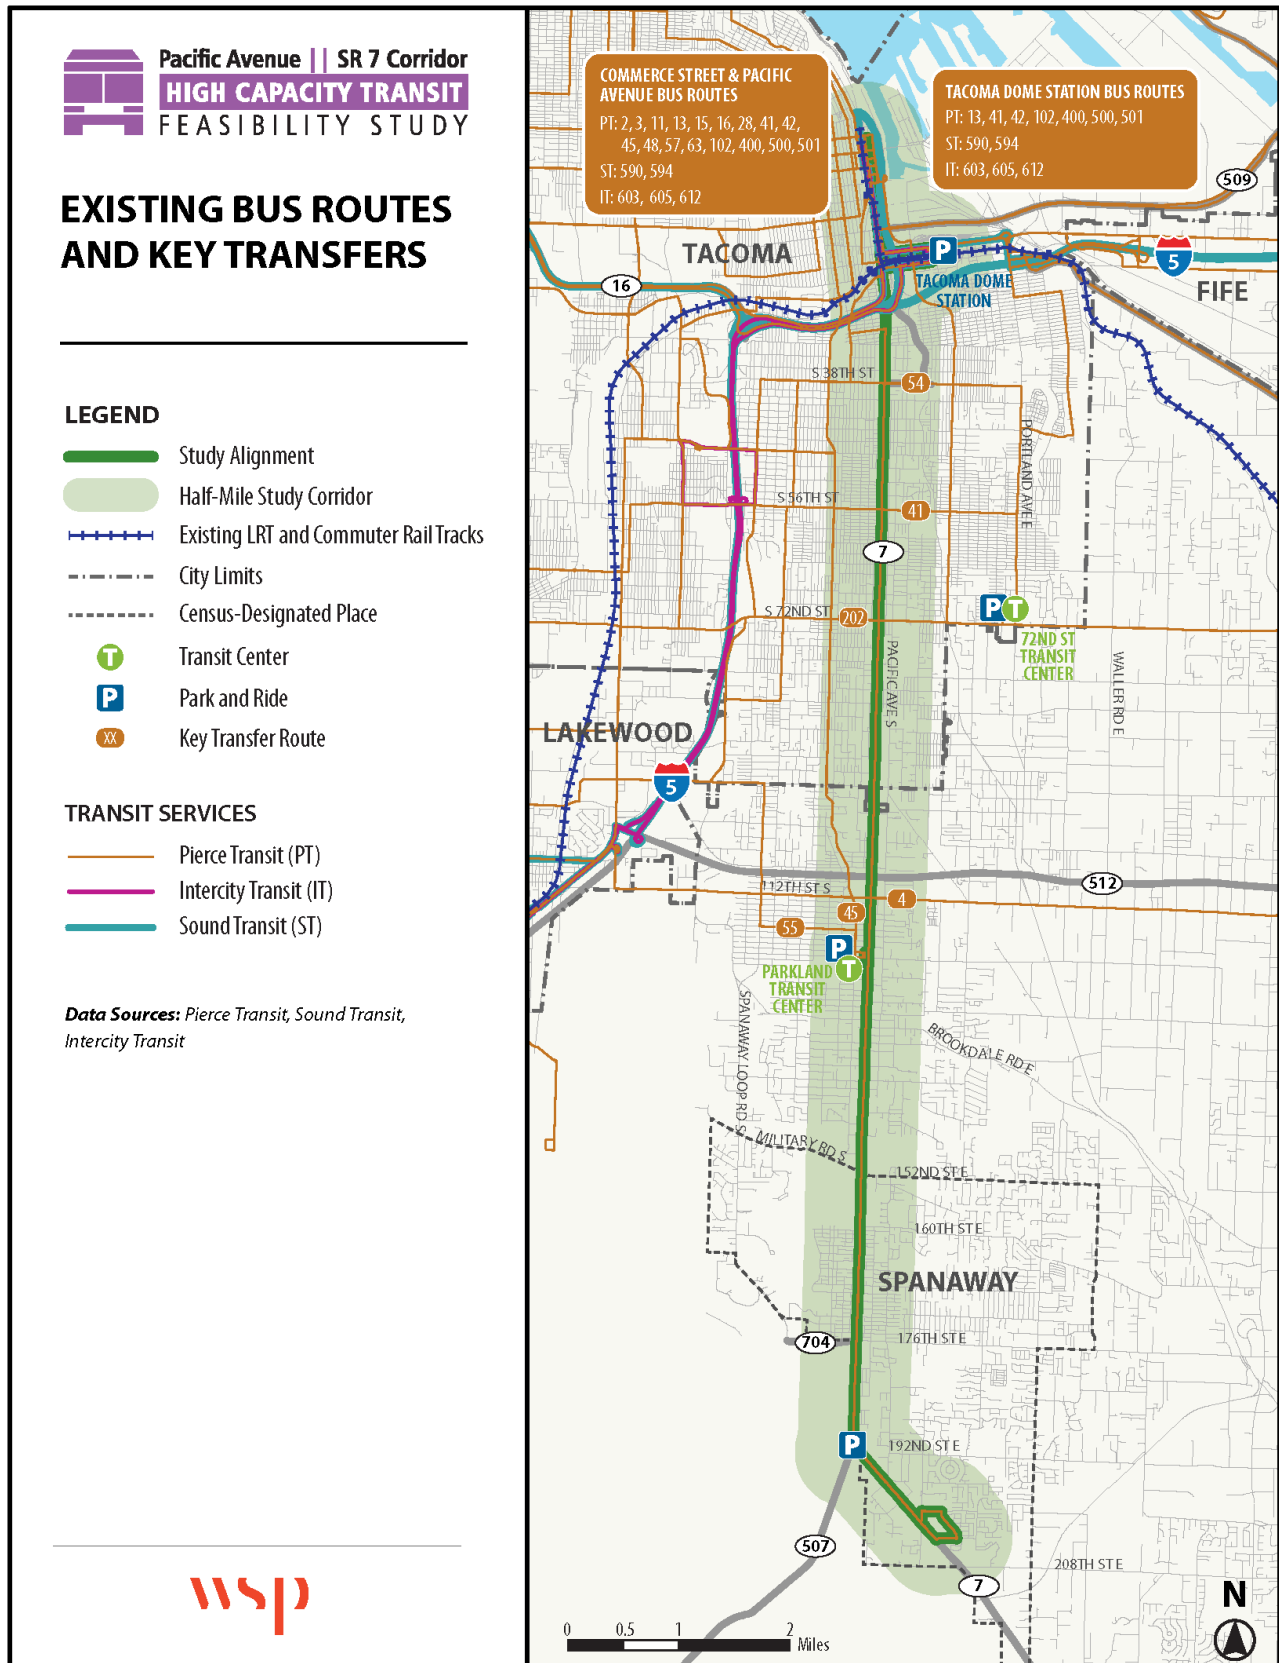 Pacific Avenue || SR 7 Corridor
HIGH CAPACITY TRANSIT
FEASIBILITY STUDY
EXISTING BUS ROUTES
AND KEY TRANSFERS
LEGEND
Study Alignment
Half-Mile Study Corridor
Existing LRT and Commuter Rail Tracks
City Limits
Census-Designated Place
T
Transit Center
P
Park and Ride
XX
Key Transfer Route
TRANSIT SERVICES
Pierce Transit (PT)
Intercity Transit (IT)
Sound Transit (ST)
Data Sources: Pierce Transit, Sound Transit,
Intercity Transit
wsp
COMMERCE STREET & PACIFIC
AVENUE BUS ROUTES
PT: 2, 3, 11, 13, 15, 16, 28, 41, 42,
45, 48, 57, 63, 102, 400, 500, 501
ST: 590, 594
IT: 603, 605, 612
TACOMA DOME STATION BUS ROUTES
PT: 13, 41, 42, 102, 400, 500, 501
ST: 590, 594
IT: 603, 605, 612
509
TACOMA
P
5
16
TACOMA DOME
STATION
FIFE
S 38TH ST
54
PORTLAND AVE E
S 56TH ST
41
7
S 72ND ST
202
P
T
72ND ST
TRANSIT
CENTER
PACIFIC AVE S
WALLER RD E
LAKEWOOD
5
512
112TH ST S
4
45
55
P
T
PARKLAND
TRANSIT
CENTER
SPANAWAY LOOP RD S
BROOKDALE RD E
MILITARY RD S
152ND ST E
160TH ST E
SPANAWAY
176TH ST E
704
P
192ND ST E
507
208TH ST E
7
N
0 0.5 1 2
Miles